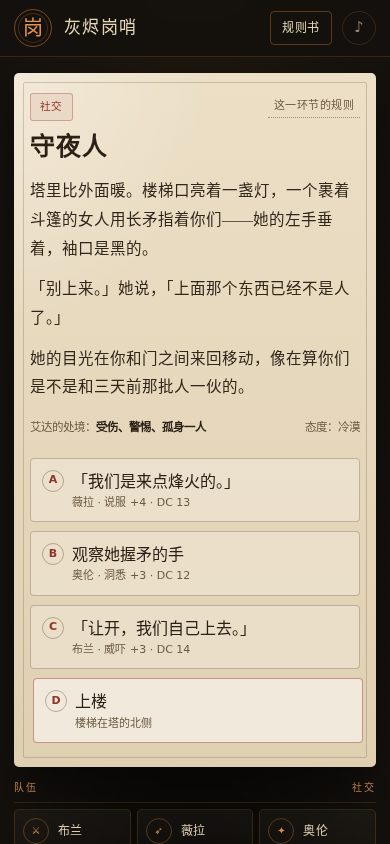 岗 灰烬岗哨 规则书 ♪
社交 这一环节的规则
守夜人
塔里比外面暖。楼梯口亮着一盏灯，一个裹着
斗篷的女人用长矛指着你们——她的左手垂
着，袖口是黑的。
「别上来。」她说，「上面那个东西已经不是人
了。」
她的目光在你和门之间来回移动，像在算你们
是不是和三天前那批人一伙的。
艾达的处境：受伤、警惕、孤身一人 态度：冷漠
A 「我们是来点烽火的。」
薇拉 · 说服 +4 · DC 13
B 观察她握矛的手
奥伦 · 洞悉 +3 · DC 12
C 「让开，我们自己上去。」
布兰 · 威吓 +3 · DC 14
D 上楼
楼梯在塔的北侧
队伍 社交
布兰 薇拉 奥伦